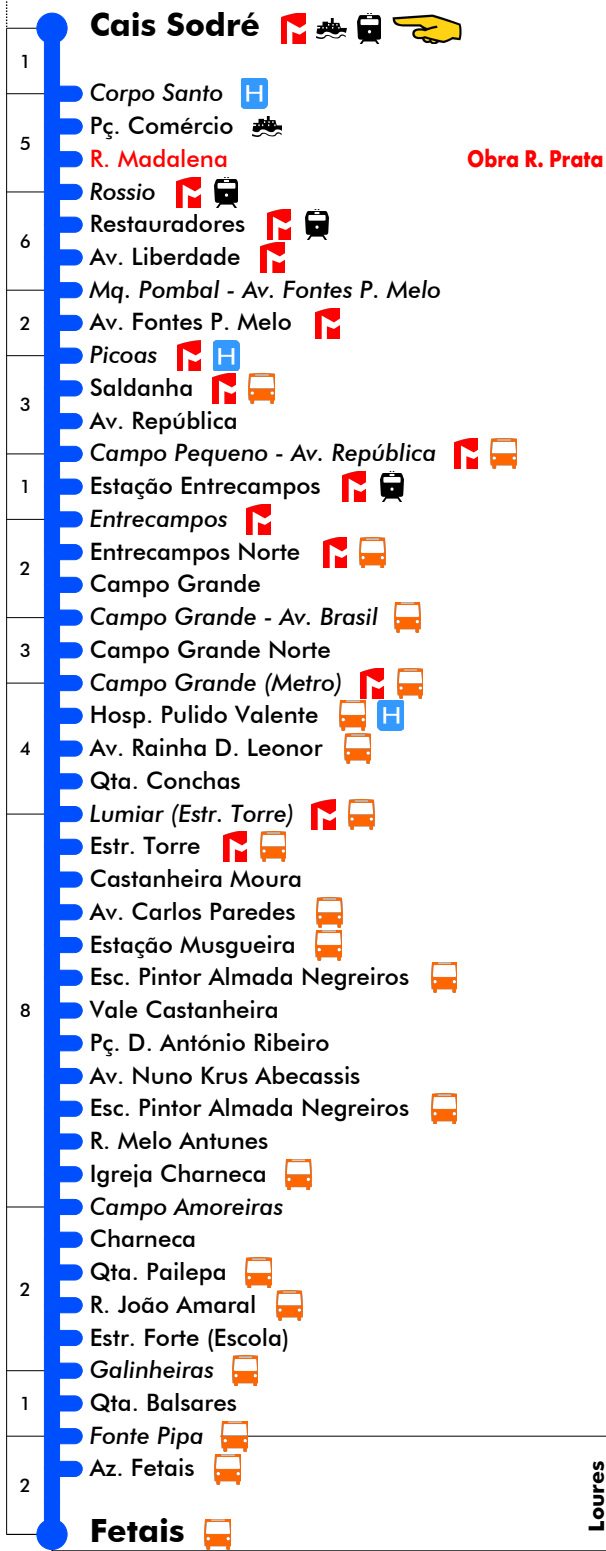 Cais Sodré
1
Corpo Santo H
Pç. Comércio
5
R. Madalena Obra R. Prata
Rossio
Restauradores
6
Av. Liberdade
Mq. Pombal - Av. Fontes P. Melo
2
Av. Fontes P. Melo
Picoas H
Saldanha
3
Av. República
Campo Pequeno - Av. República
1
Estação Entrecampos
Entrecampos
Entrecampos Norte
2
Campo Grande
Campo Grande - Av. Brasil
3
Campo Grande Norte
Campo Grande (Metro)
Hosp. Pulido Valente H
4
Av. Rainha D. Leonor
Qta. Conchas
Lumiar (Estr. Torre)
Estr. Torre
Castanheira Moura
Av. Carlos Paredes
Estação Musgueira
Esc. Pintor Almada Negreiros
8
Vale Castanheira
Pç. D. António Ribeiro
Av. Nuno Krus Abecassis
Esc. Pintor Almada Negreiros
R. Melo Antunes
Igreja Charneca
Campo Amoreiras
Charneca
Qta. Pailepa
2
R. João Amaral
Estr. Forte (Escola)
Galinheiras
1
Qta. Balsares
Fonte Pipa
Az. Fetais
2
Loures
Fetais